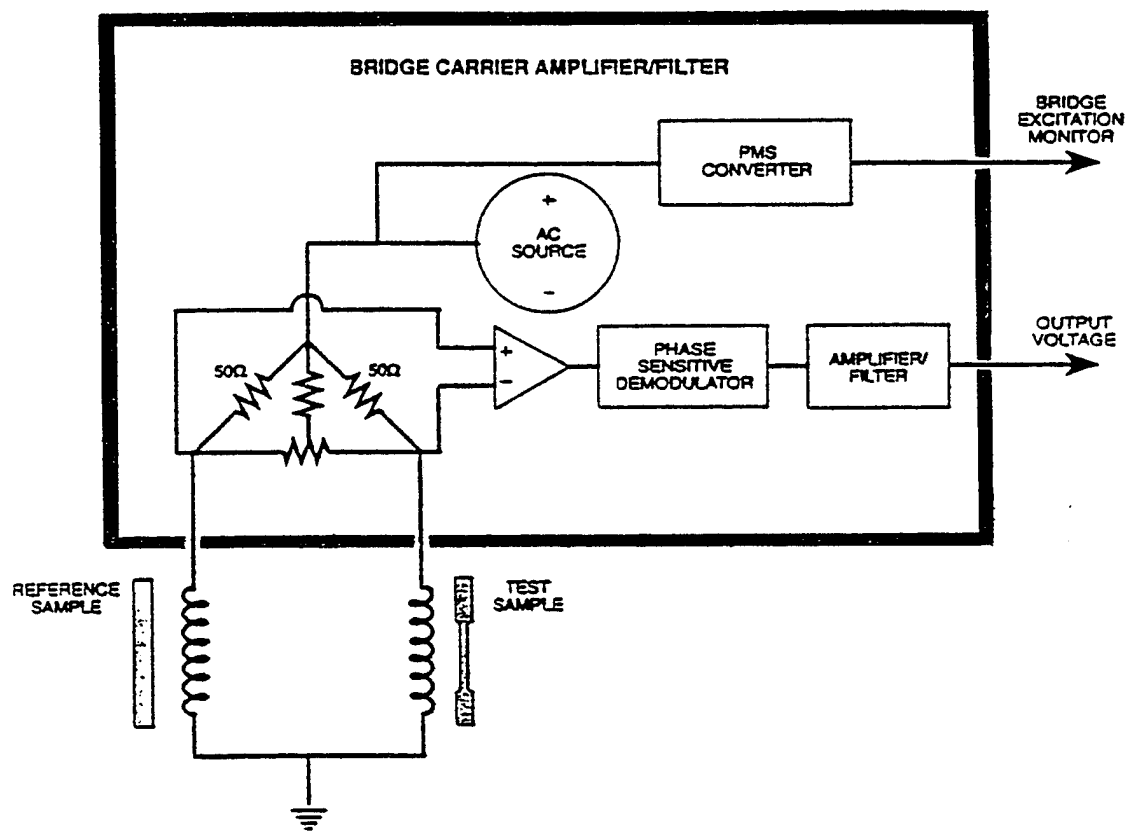 BRIDGE CARRIER AMPLIFIER/FILTER
BRIDGE
EXCITATION
MONITOR
PMS
CONVERTER
+
AC
SOURCE
-
OUTPUT
VOLTAGE
50Ω
50Ω
+
-
PHASE
SENSITIVE
DEMODULATOR
AMPLIFIER/
FILTER
REFERENCE
SAMPLE
TEST
SAMPLE